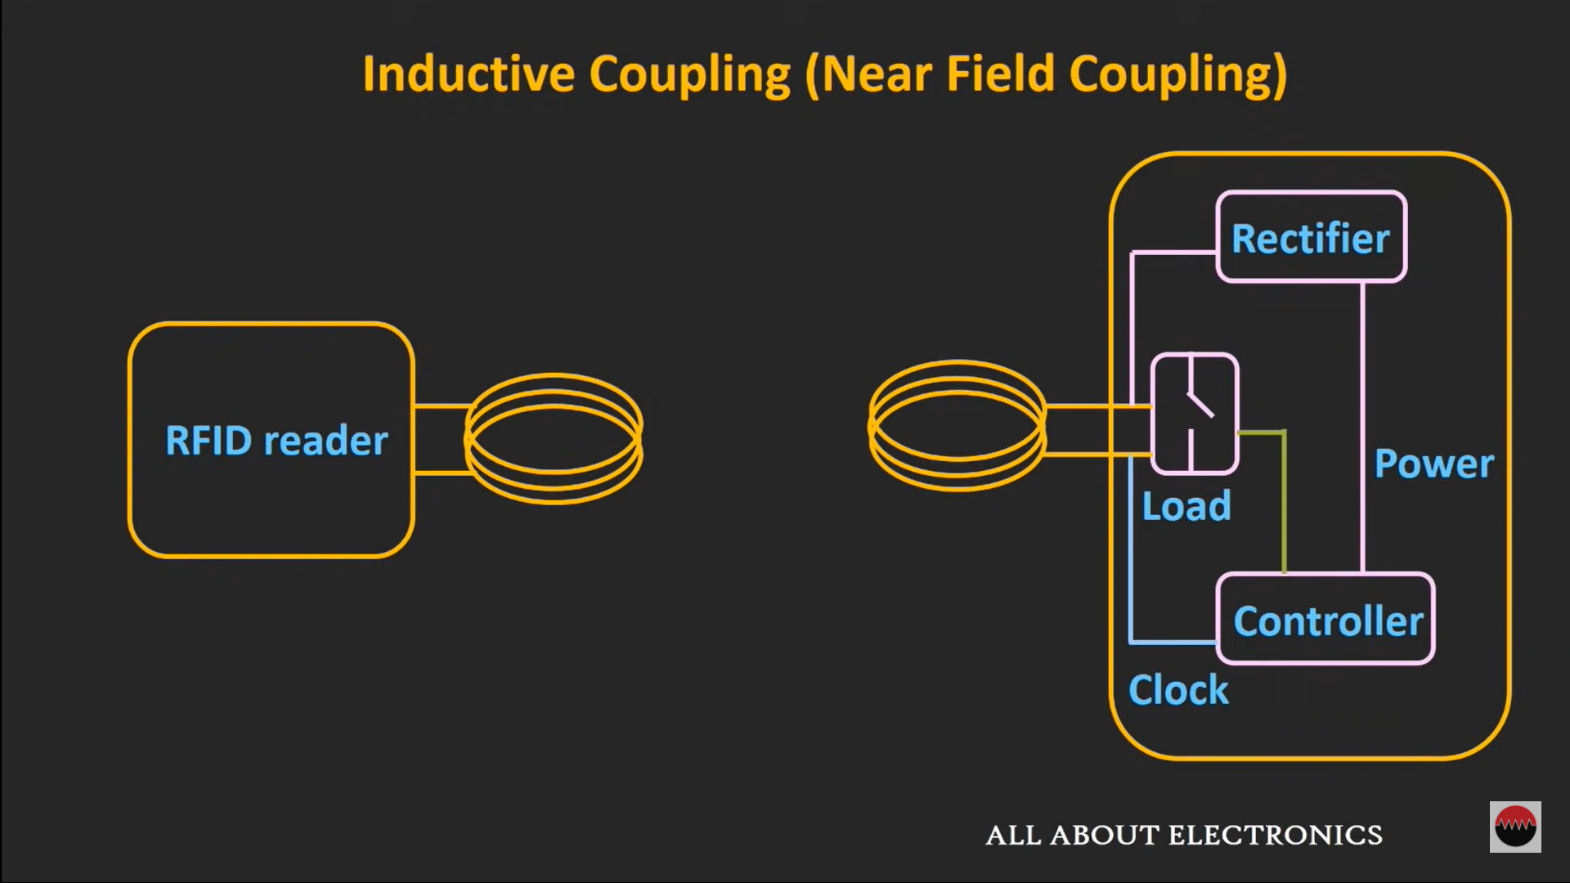 Inductive Coupling (Near Field Coupling)
Rectifier
RFID reader
Power
Load
Controller
Clock
ALL ABOUT ELECTRONICS